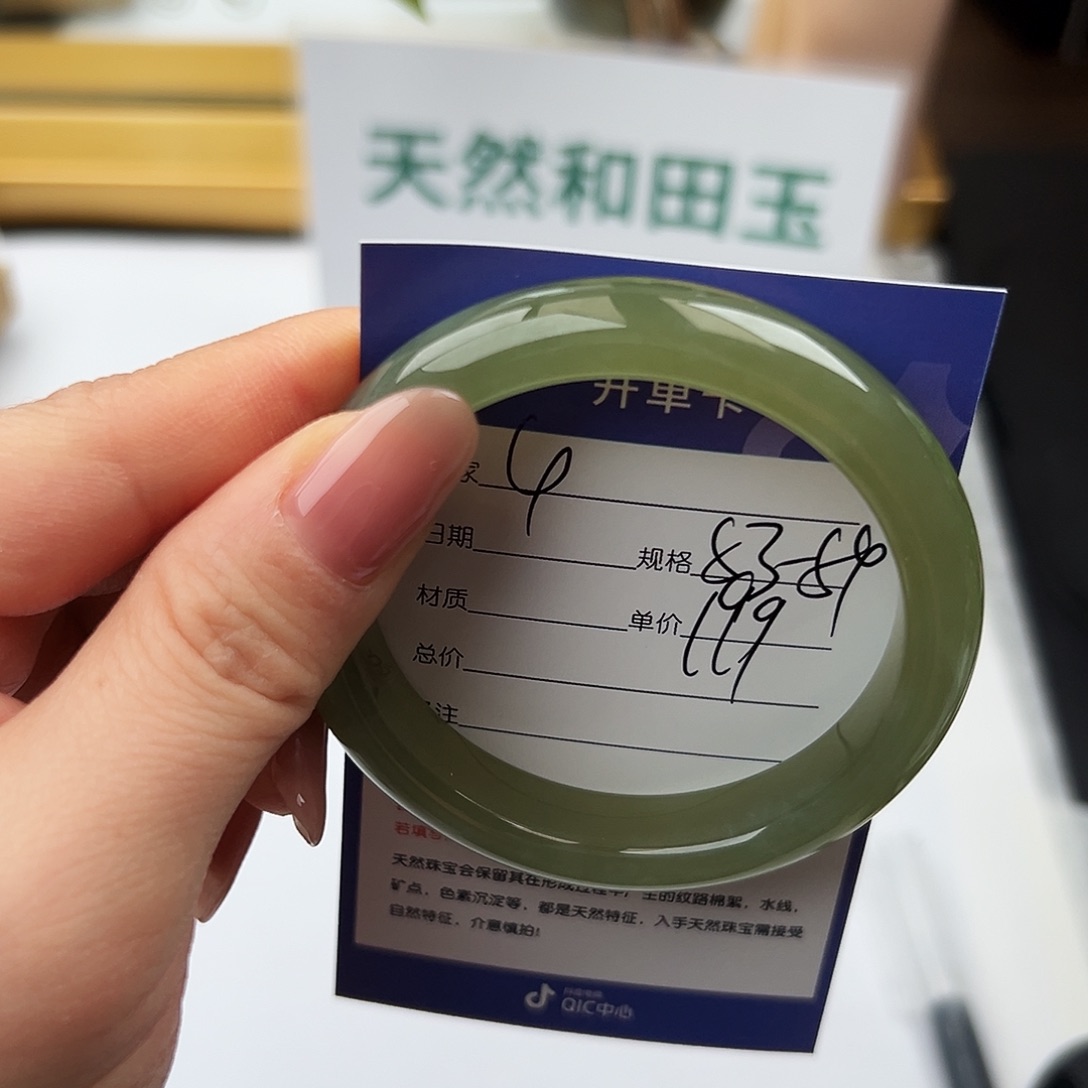 天然和田玉
开单卡
家 4
日期 规格 53-54
材质 单价 199
总价
注
若填
天然珠宝会保留其在形成过程中产生的纹路棉絮，水线，
矿点，色素沉淀等，都是天然特征，入手天然珠宝需接受
自然特征，介意慎拍!
QIC中心